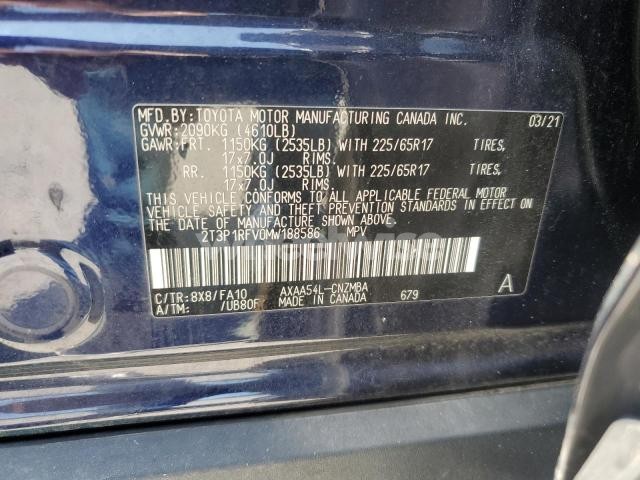 MFD.BY:TOYOTA MOTOR MANUFACTURING CANADA INC. 03/21
GVWR:2090KG (4610LB)
GAWR:FRT. 1150KG (2535LB) WITH 225/65R17 TIRES,
17x7.0J RIMS.
RR. 1150KG (2535LB) WITH 225/65R17 TIRES,
17x7.0J RIMS.
THIS VEHICLE CONFORMS TO ALL APPLICABLE FEDERAL MOTOR
VEHICLE SAFETY AND THEFT PREVENTION STANDARDS IN EFFECT ON
THE DATE OF MANUFACTURE SHOWN ABOVE.
2T3P1RFV0MW188586 MPV
C/TR:8X8/FA10 AXAA54L-CNZMBA A
A/TM: /UB80F MADE IN CANADA 679